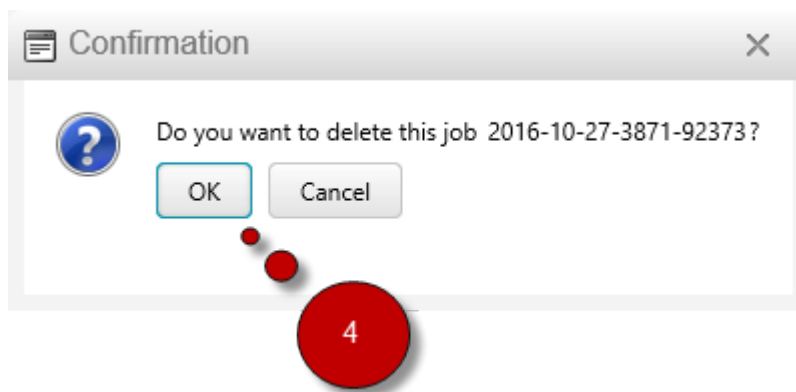 Confirmation
Do you want to delete this job 2016-10-27-3871-92373?
OK Cancel
4